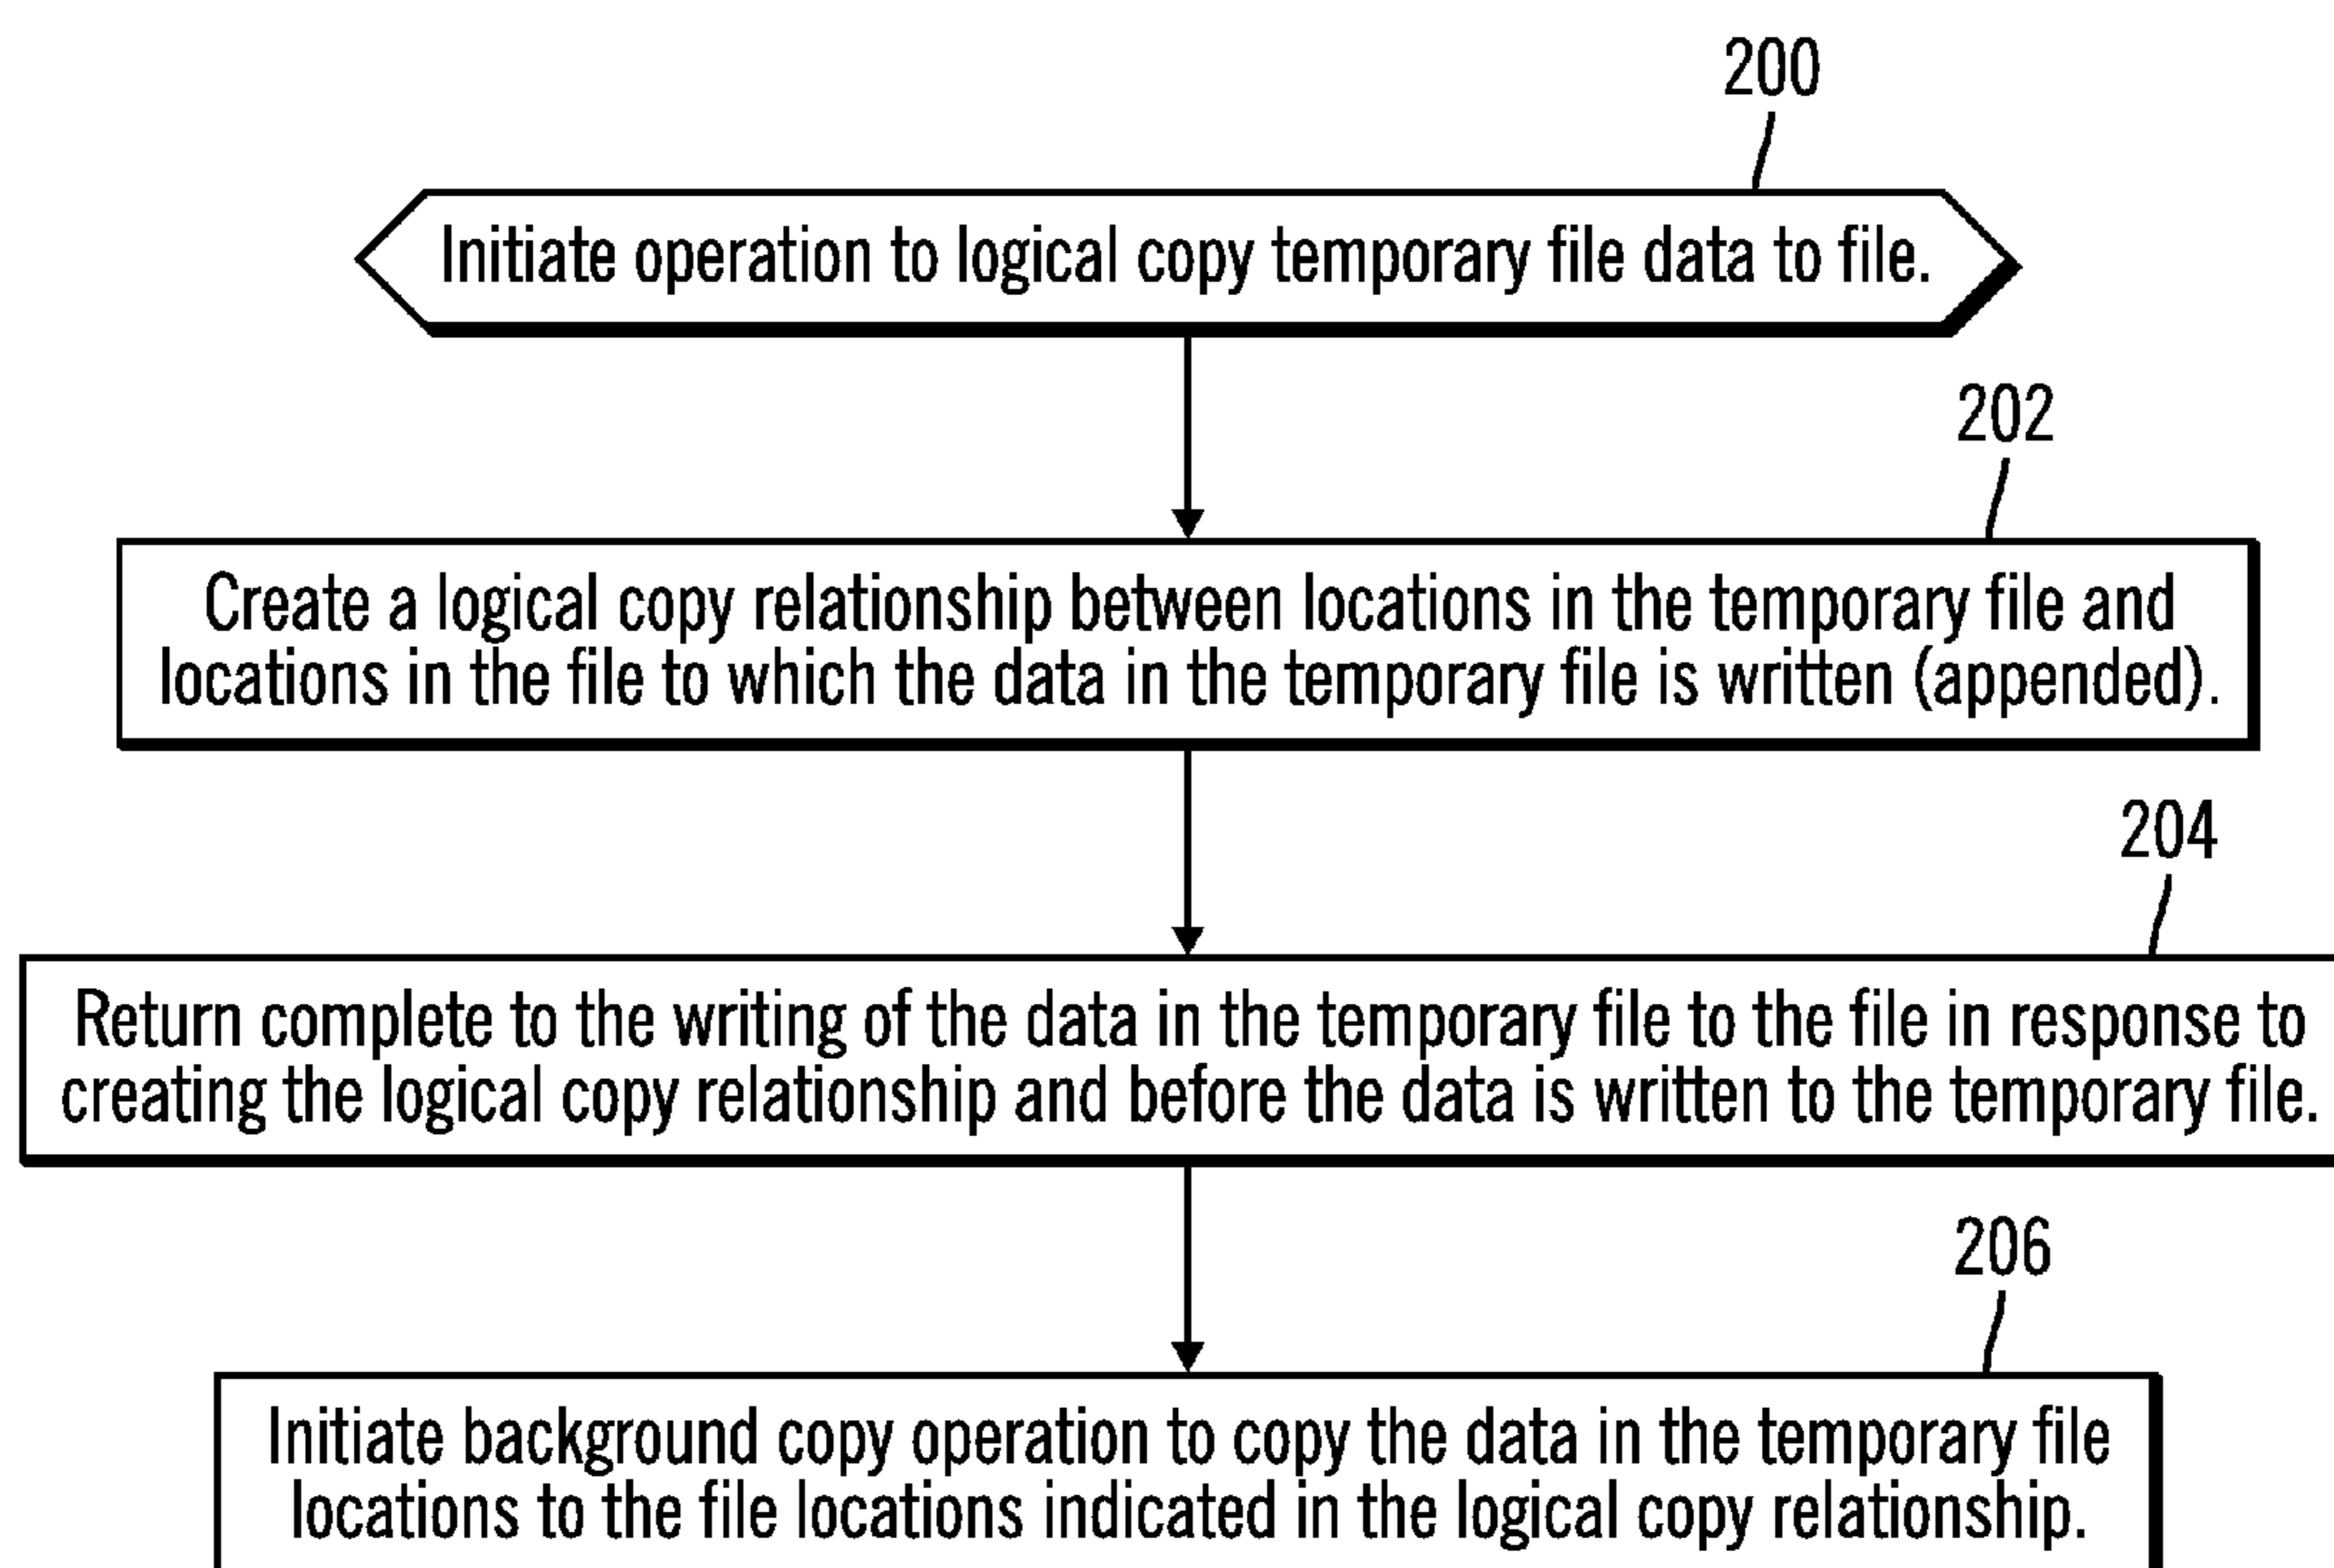 200
Initiate operation to logical copy temporary file data to file.
202
Create a logical copy relationship between locations in the temporary file and
locations in the file to which the data in the temporary file is written (appended).
204
Return complete to the writing of the data in the temporary file to the file in response to
creating the logical copy relationship and before the data is written to the temporary file.
206
Initiate background copy operation to copy the data in the temporary file
locations to the file locations indicated in the logical copy relationship.